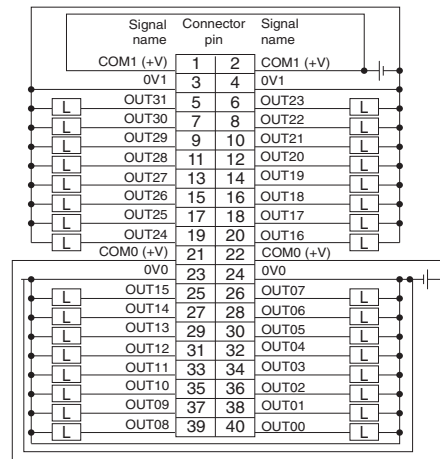 Signal name Connector pin Signal name
COM1 (+V) 1 2 COM1 (+V)
0V1 3 4 0V1
L OUT31 5 6 OUT23 L
L OUT30 7 8 OUT22 L
L OUT29 9 10 OUT21 L
L OUT28 11 12 OUT20 L
L OUT27 13 14 OUT19 L
L OUT26 15 16 OUT18 L
L OUT25 17 18 OUT17 L
L OUT24 19 20 OUT16 L
COM0 (+V) 21 22 COM0 (+V)
0V0 23 24 0V0
L OUT15 25 26 OUT07 L
L OUT14 27 28 OUT06 L
L OUT13 29 30 OUT05 L
L OUT12 31 32 OUT04 L
L OUT11 33 34 OUT03 L
L OUT10 35 36 OUT02 L
L OUT09 37 38 OUT01 L
L OUT08 39 40 OUT00 L